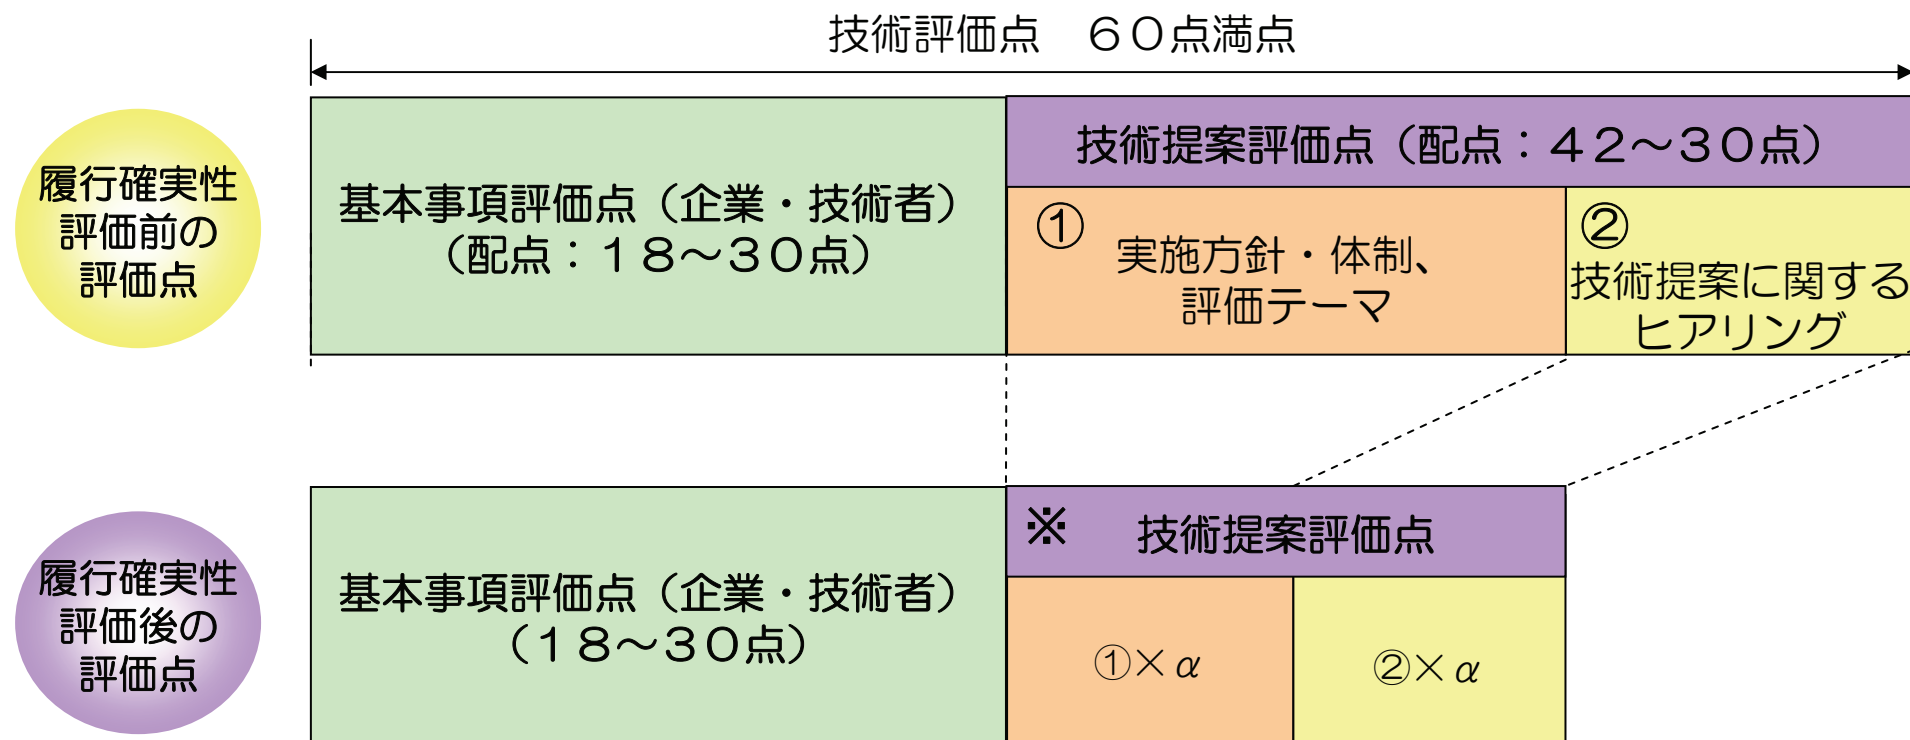 技術評価点　６０点満点
履行確実性
評価前の
評価点
基本事項評価点（企業・技術者）
（配点：１８～３０点）
技術提案評価点（配点：４２～３０点）
①
実施方針・体制、
評価テーマ
②
技術提案に関する
ヒアリング
履行確実性
評価後の
評価点
基本事項評価点（企業・技術者）
（１８～３０点）
※　技術提案評価点
①×α
②×α